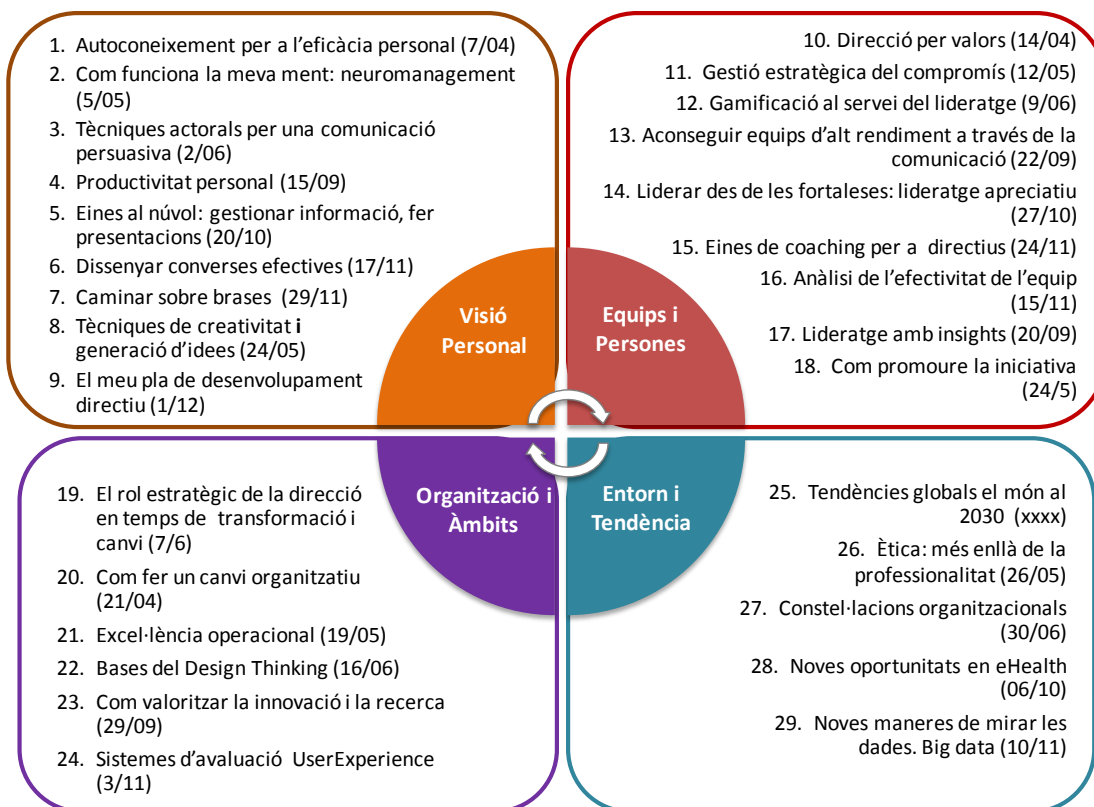 1. Autoconeixement per a l'eficàcia personal (7/04)
2. Com funciona la meva ment: neuromanagement
(5/05)
3. Tècniques actorals per una comunicació
persuasiva (2/06)
4. Productivitat personal (15/09)
5. Eines al núvol: gestionar informació, fer
presentacions (20/10)
6. Dissenyar converses efectives (17/11)
7. Caminar sobre brases (29/11)
8. Tècniques de creativitat i
generació d'idees (24/05)
9. El meu pla de desenvolupament
directiu (1/12)
10. Direcció per valors (14/04)
11. Gestió estratègica del compromís (12/05)
12. Gamificació al servei del lideratge (9/06)
13. Aconseguir equips d'alt rendiment a través de la
comunicació (22/09)
14. Liderar des de les fortaleses: lideratge apreciatiu
(27/10)
15. Eines de coaching per a directius (24/11)
16. Anàlisi de l'efectivitat de l'equip
(15/11)
17. Lideratge amb insights (20/09)
18. Com promoure la iniciativa
(24/5)
Visió
Personal
Equips i
Persones
Organització i
Àmbits
Entorn i
Tendència
19. El rol estratègic de la direcció
en temps de transformació i
canvi (7/6)
20. Com fer un canvi organitzatiu
(21/04)
21. Excel·lència operacional (19/05)
22. Bases del Design Thinking (16/06)
23. Com valoritzar la innovació i la recerca
(29/09)
24. Sistemes d'avaluació UserExperience
(3/11)
25. Tendències globals el món al
2030 (xxxx)
26. Ètica: més enllà de la
professionalitat (26/05)
27. Constel·lacions organitzacionals
(30/06)
28. Noves oportunitats en eHealth
(06/10)
29. Noves maneres de mirar les
dades. Big data (10/11)